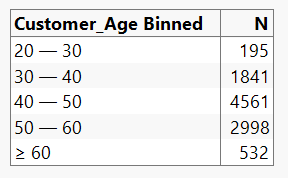 Customer_Age Binned N
20 — 30 195
30 — 40 1841
40 — 50 4561
50 — 60 2998
≥ 60 532